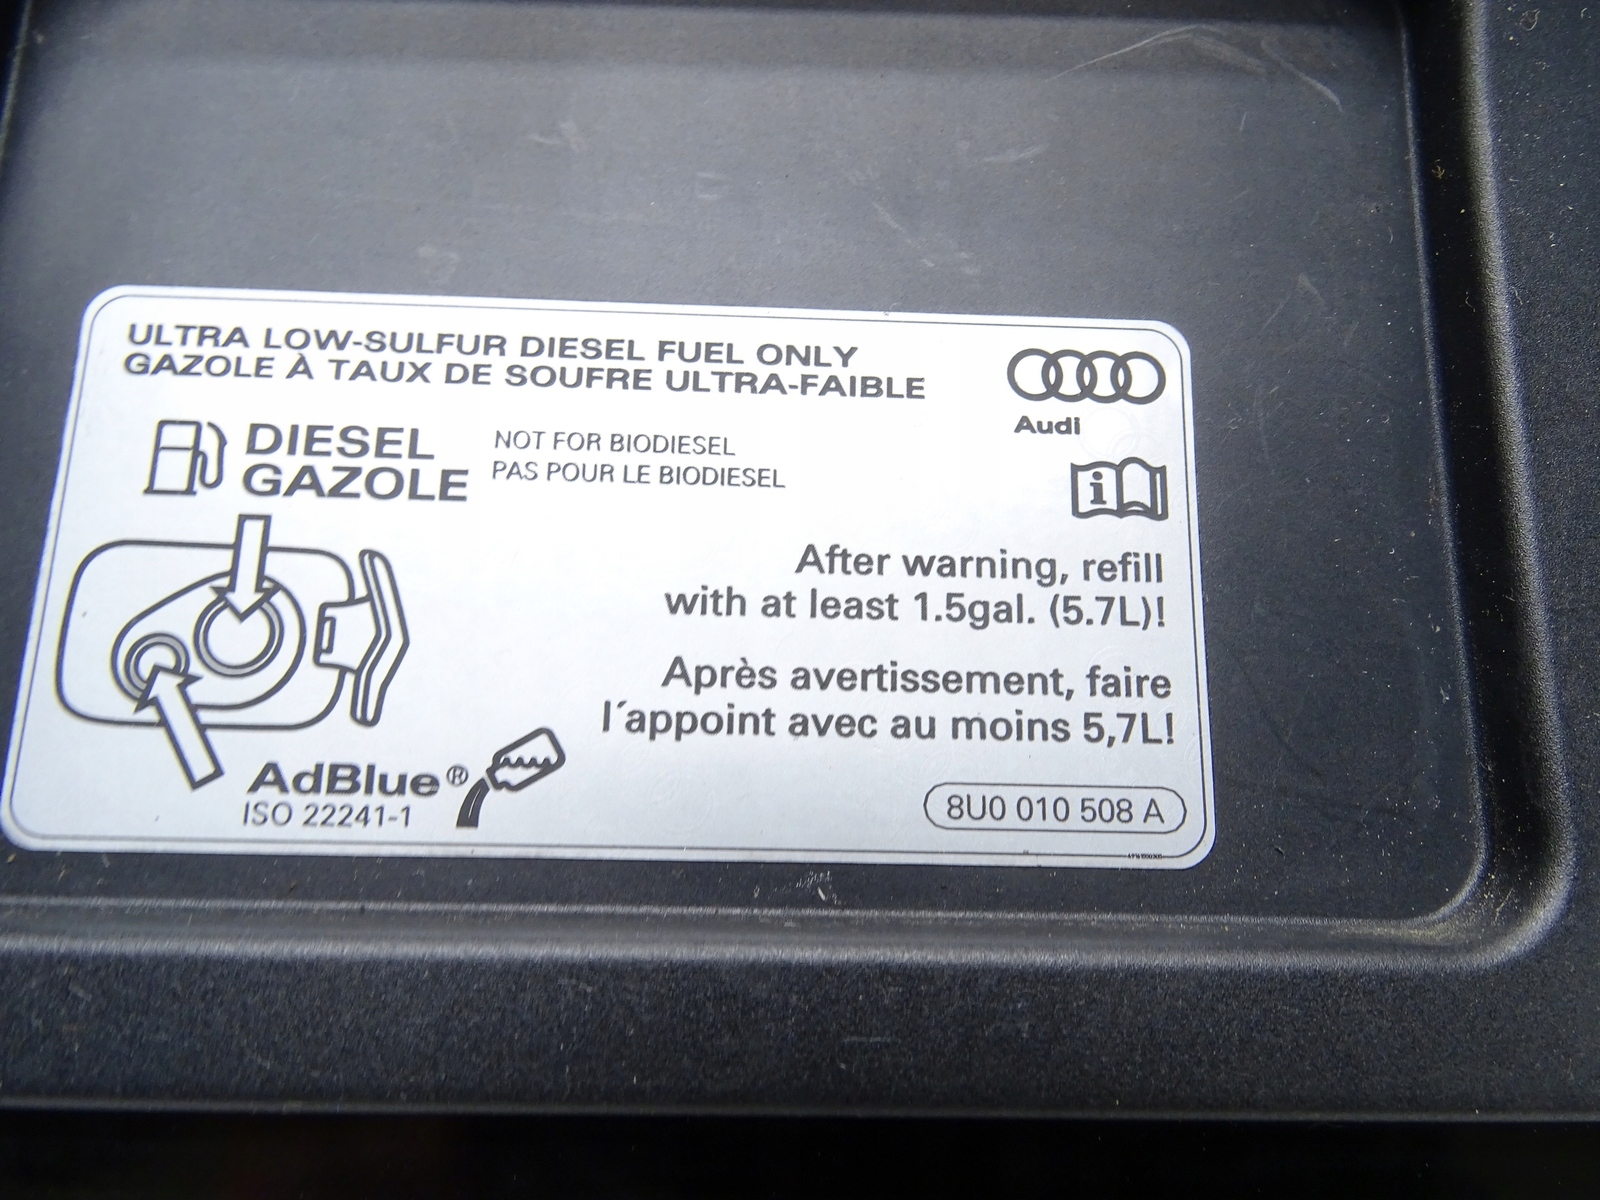 ULTRA LOW-SULFUR DIESEL FUEL ONLY
GAZOLE À TAUX DE SOUFRE ULTRA-FAIBLE
Audi
DIESEL
GAZOLE
NOT FOR BIODIESEL
PAS POUR LE BIODIESEL
i
After warning, refill
with at least 1.5gal. (5.7L)!
Après avertissement, faire
l´appoint avec au moins 5,7L!
AdBlue®
ISO 22241-1
8U0 010 508 A